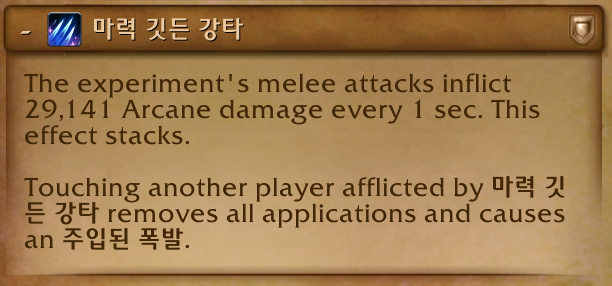 - 마력 깃든 강타
The experiment's melee attacks inflict
29,141 Arcane damage every 1 sec. This
effect stacks.
Touching another player afflicted by 마력 깃
든 강타 removes all applications and causes
an 주입된 폭발.